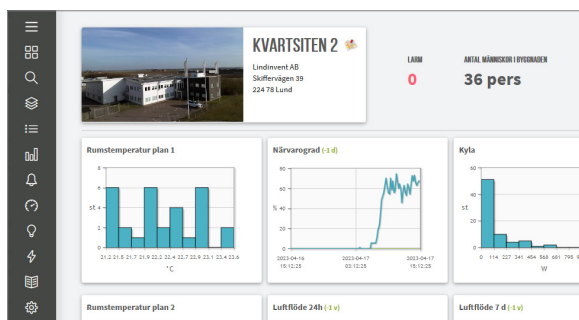 KVARTSITEN 2
Lindinvent AB
Skiffervägen 39
224 78 Lund
LARM
0
ANTAL MÄNNISKOR I BYGGNADEN
36 pers
Rumstemperatur plan 1
8
6
st 4
2
0
21.2 21.5 21.7 21.9 22.2 22.4 22.7 22.9 23.1 23.4 23.6
°C
Närvarograd (-1 d)
80
60
st 40
20
0
2023-04-16 2023-04-17 2023-04-17
15:12:25 03:12:25 15:12:25
Kyla
60
40
st
20
0
0 114 227 341 454 568 681 795
W
Rumstemperatur plan 2
Luftflöde 24h (-1 v)
Luftflöde 7 d (-1 v)